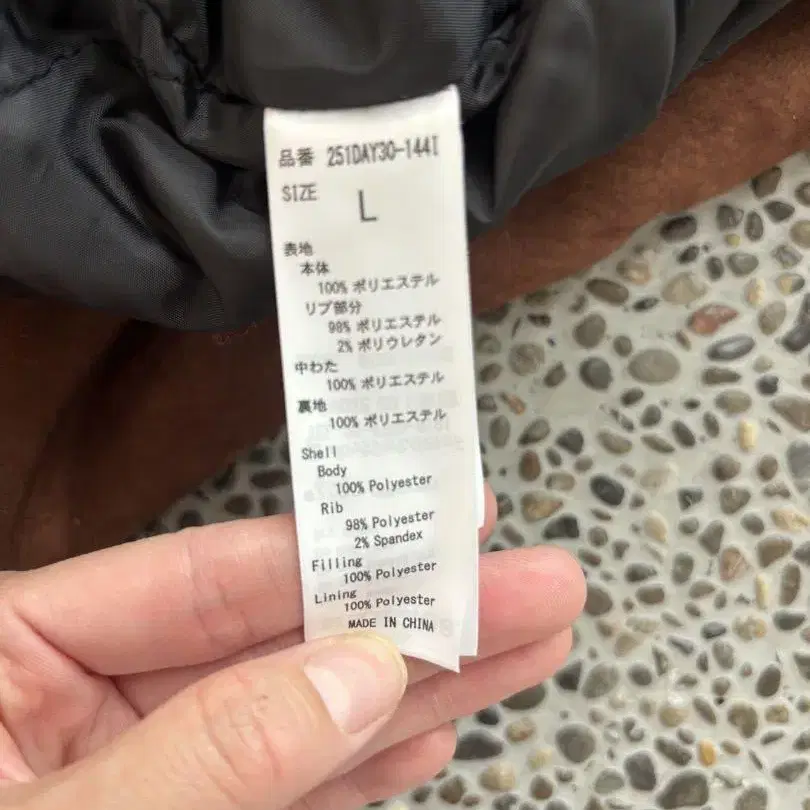 品番 251DAY30-1441
SIZE
L
表地
本体
100% ポリエステル
リブ部分
98% ポリエステル
2% ポリウレタン
中わた
100% ポリエステル
裏地
100% ポリエステル
Shell
Body
100% Polyester
Rib
98% Polyester
2% Spandex
Filling
100% Polyester
Lining
100% Polyester
MADE IN CHINA